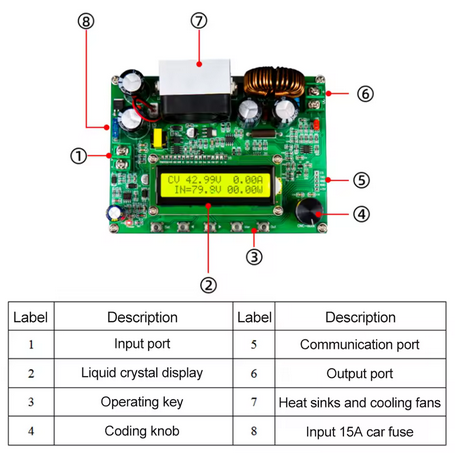 ⑦
⑧
⑥
①
CV 42.99V 0.00A
IN=79.8V 00.00W
⑤
④
③
②
Label Description Label Description
1 Input port 5 Communication port
2 Liquid crystal display 6 Output port
3 Operating key 7 Heat sinks and cooling fans
4 Coding knob 8 Input 15A car fuse